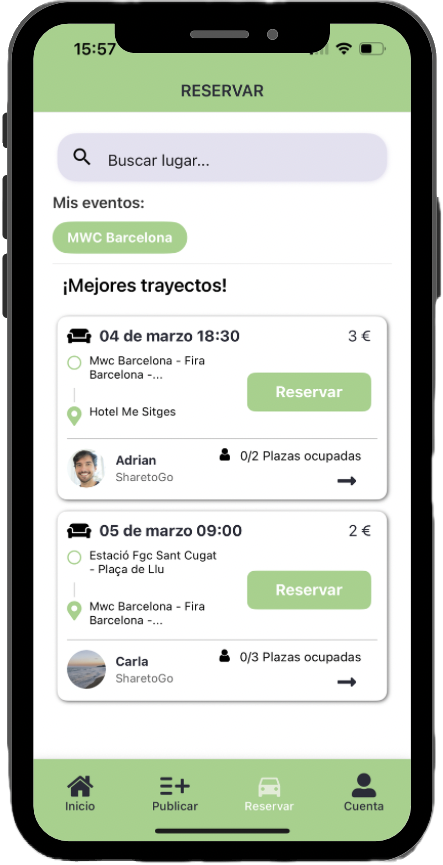 15:57
RESERVAR
Buscar lugar...
Mis eventos:
MWC Barcelona
¡Mejores trayectos!
04 de marzo 18:30
3 €
Mwc Barcelona - Fira
Barcelona -...
Reservar
Hotel Me Sitges
Adrian
SharetoGo
0/2 Plazas ocupadas
05 de marzo 09:00
2 €
Estació Fgc Sant Cugat
- Plaça de Llu
Reservar
Mwc Barcelona - Fira
Barcelona -...
Carla
SharetoGo
0/3 Plazas ocupadas
Inicio
Publicar
Reservar
Cuenta